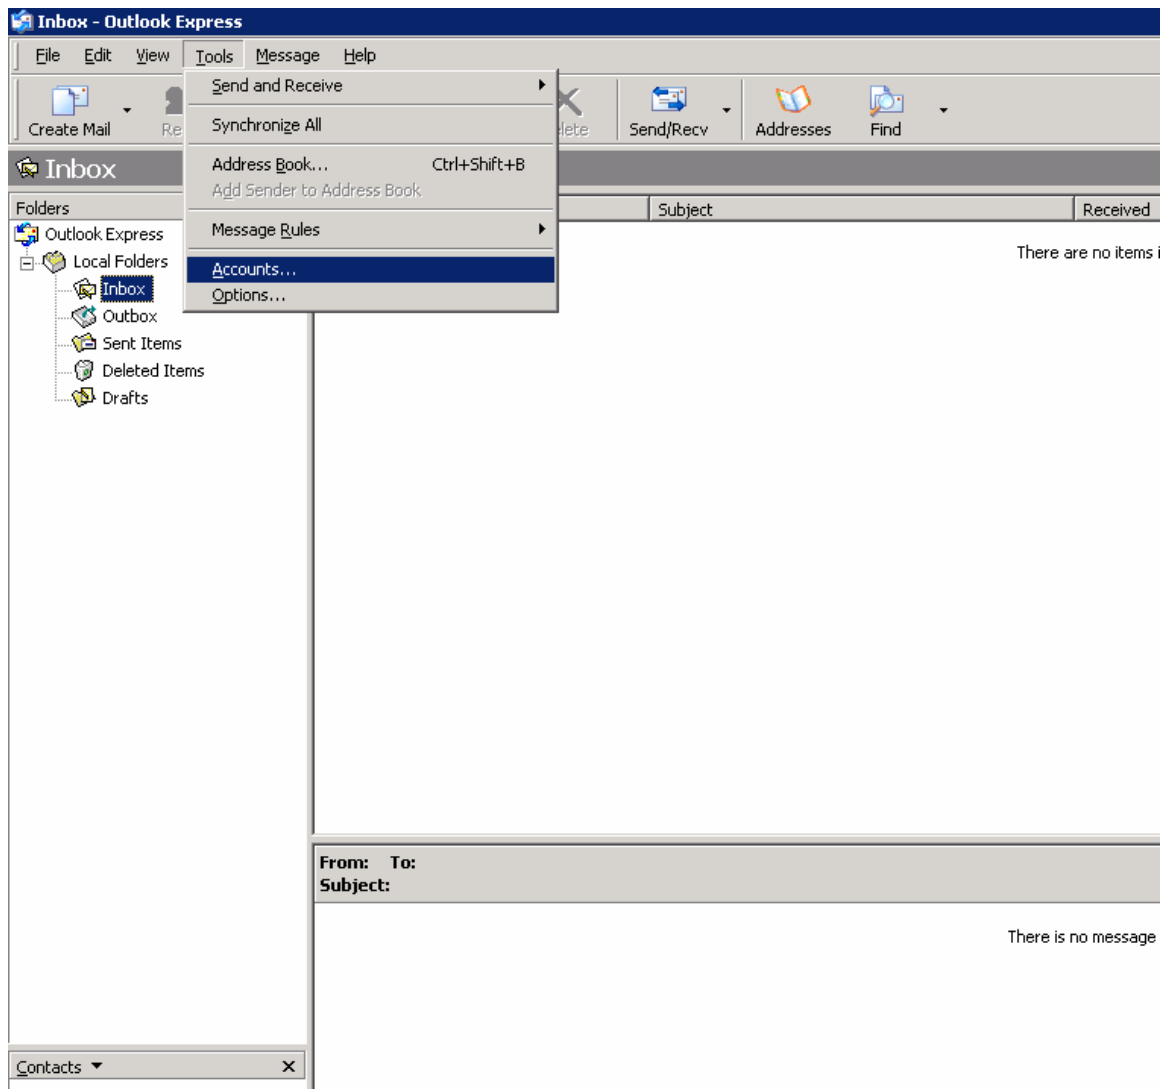 Inbox - Outlook Express
File Edit View Tools Message Help
Create Mail Re lete Send/Recv Addresses Find
Send and Receive
Synchronize All
Address Book... Ctrl+Shift+B
Add Sender to Address Book
Message Rules
Accounts...
Options...
Inbox
Folders
Outlook Express
Local Folders
Inbox
Outbox
Sent Items
Deleted Items
Drafts
Subject Received
There are no items i
From: To:
Subject:
There is no message
Contacts